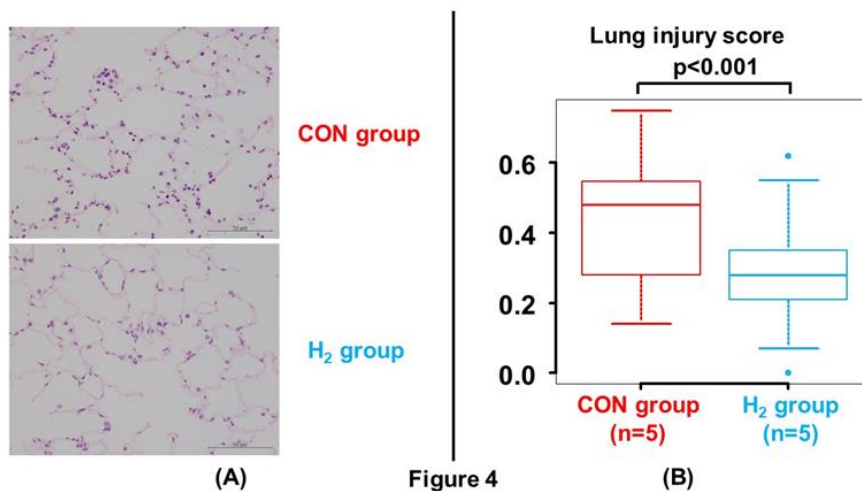 CON group
H₂ group
(A)
Figure 4
Lung injury score
p<0.001
0.6
0.4
0.2
0.0
CON group
(n=5)
H₂ group
(n=5)
(B)